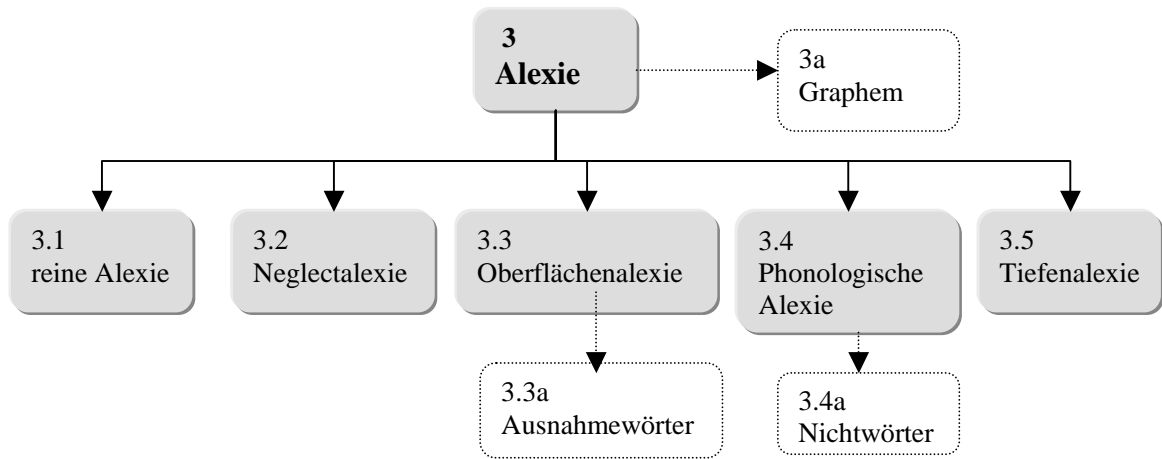 3
Alexie
3a
Graphem
3.1
reine Alexie
3.2
Neglectalexie
3.3
Oberflächenalexie
3.4
Phonologische
Alexie
3.5
Tiefenalexie
3.3a
Ausnahmewörter
3.4a
Nichtwörter